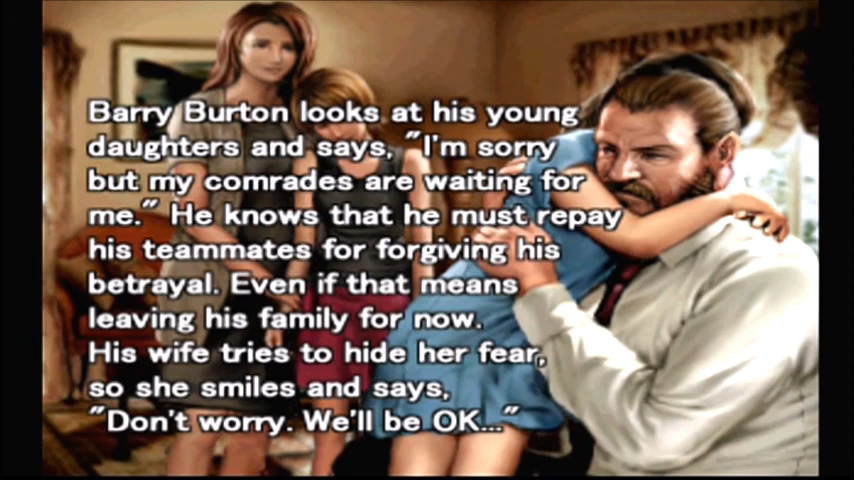 Barry Burton looks at his young
daughters and says, "I'm sorry
but my comrades are waiting for
me." He knows that he must repay
his teammates for forgiving his
betrayal. Even if that means
leaving his family for now.
His wife tries to hide her fear,
so she smiles and says,
"Don't worry. We'll be OK..."